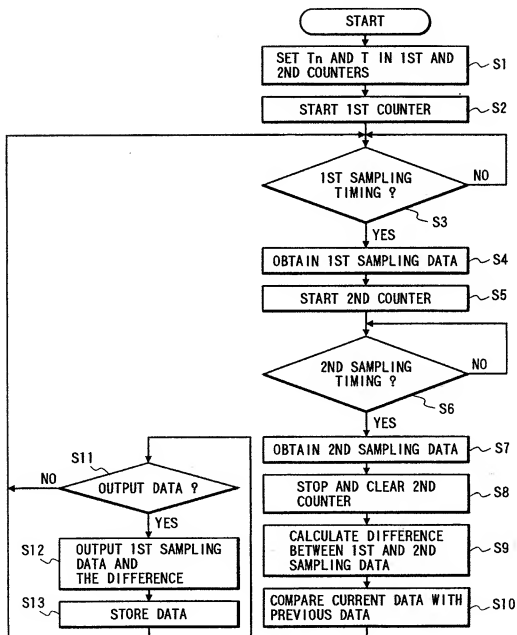 START
SET Tn AND T IN 1ST AND
2ND COUNTERS
S1
START 1ST COUNTER
S2
1ST SAMPLING
TIMING ?
NO
S3
YES
OBTAIN 1ST SAMPLING DATA
S4
START 2ND COUNTER
S5
2ND SAMPLING
TIMING ?
NO
S6
YES
OBTAIN 2ND SAMPLING DATA
S7
STOP AND CLEAR 2ND
COUNTER
S8
CALCULATE DIFFERENCE
BETWEEN 1ST AND 2ND
SAMPLING DATA
S9
COMPARE CURRENT DATA WITH
PREVIOUS DATA
S10
S11
NO
OUTPUT DATA ?
YES
S12
OUTPUT 1ST SAMPLING
DATA AND
THE DIFFERENCE
S13
STORE DATA